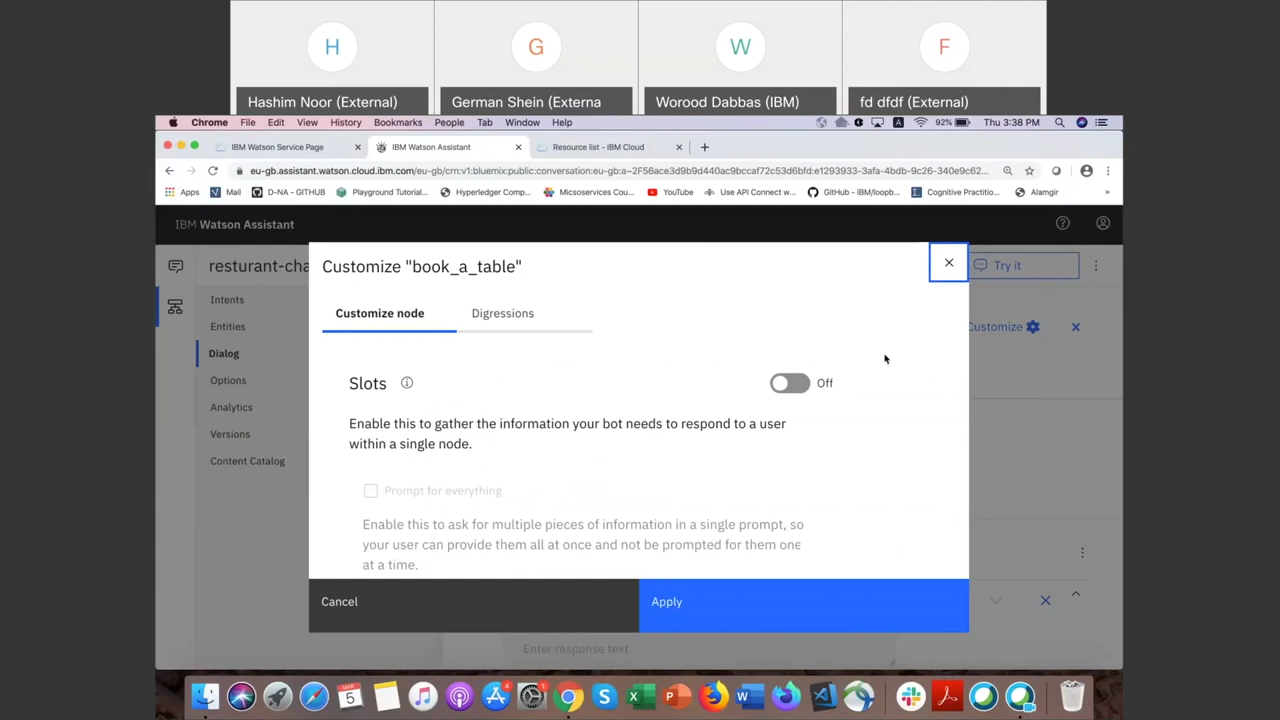 H
G
W
F
Hashim Noor (External)
German Shein (Externa
Worood Dabbas (IBM)
fd dfdf (External)
Chrome File Edit View History Bookmarks People Tab Window Help
A 92% Thu 3:38 PM
IBM Watson Service Page
IBM Watson Assistant
Resource list - IBM Cloud
eu-gb.assistant.watson.cloud.ibm.com/eu-gb/crn:v1:bluemix:public:conversation:eu-gb:a~2F56ace3d9b9d440ac9bccaf72c53d6bfd:e1293933-3afa-4bdb-9c26-340e9c62...
Apps Mail D-NA - GITHUB Playground Tutorial... Hyperledger Comp... Miczoservices Cou... YouTube Use API Connect w... GitHub - IBM/loopb... Cognitive Practitio... Alamgir »
IBM Watson Assistant
resturant-cha
Try it
Customize "book_a_table"
Intents
Entities
Dialog
Options
Analytics
Versions
Content Catalog
Customize
Customize node
Digressions
Slots
Off
Enable this to gather the information your bot needs to respond to a user
within a single node.
Prompt for everything
Enable this to ask for multiple pieces of information in a single prompt, so
your user can provide them all at once and not be prompted for them one
at a time.
Cancel
Apply
Enter response text
MAR
5
4
1